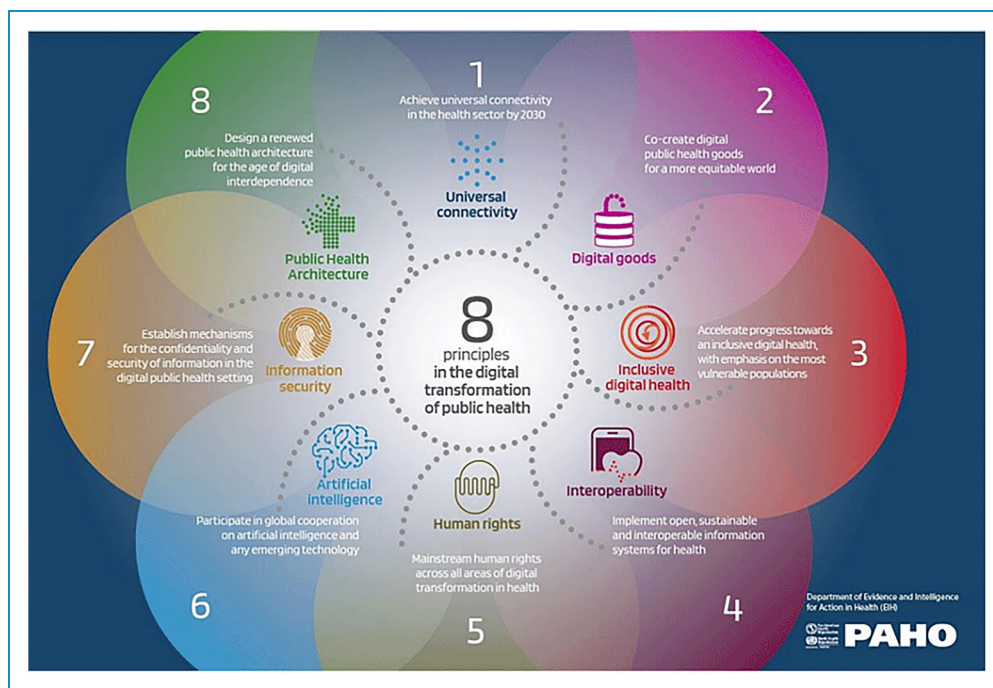 8
principles
in the digital
transformation
of public health
1
Achieve universal connectivity
in the health sector by 2030
Universal
connectivity
2
Co-create digital
public health goods
for a more equitable world
Digital goods
3
Accelerate progress towards
an inclusive digital health,
with emphasis on the most
vulnerable populations
Inclusive
digital health
Interoperability
Implement open, sustainable
and interoperable information
systems for health
4
Human rights
Mainstream human rights
across all areas of digital
transformation in health
5
Artificial
intelligence
Participate in global cooperation
on artificial intelligence and
any emerging technology
6
7
Establish mechanisms
for the confidentiality and
security of information in the
digital public health setting
Information
security
8
Design a renewed
public health architecture
for the age of digital
interdependence
Public Health
Architecture
Department of Evidence and Intelligence
for Action in Health (EIH)
PAHO